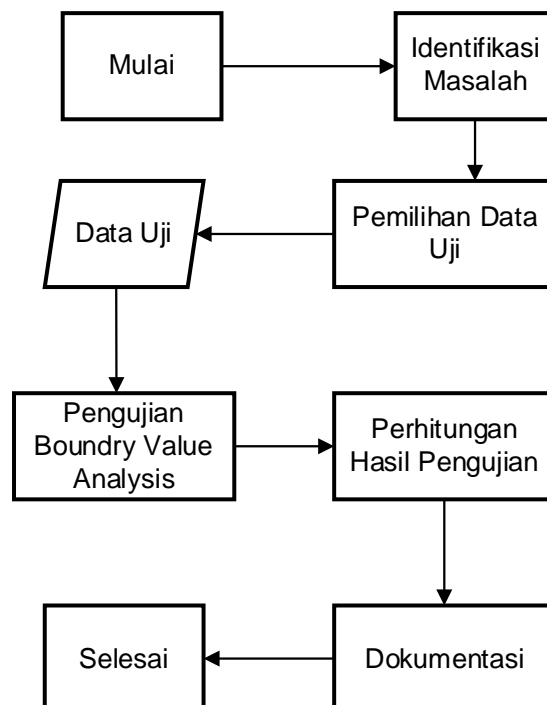 Mulai
Identifikasi
Masalah
Pemilihan Data
Uji
Data Uji
Pengujian
Boundry Value
Analysis
Perhitungan
Hasil Pengujian
Dokumentasi
Selesai